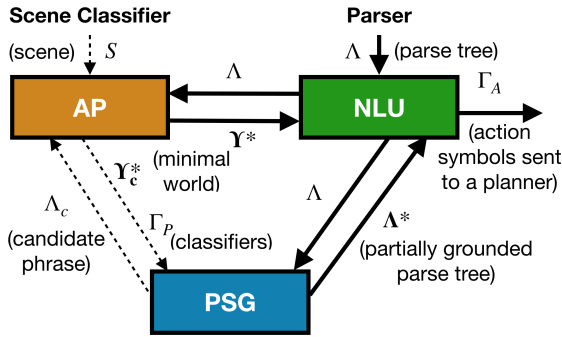 Scene Classifier
Parser
(scene) S
Λ (parse tree)
Λ
Γ_A
AP
NLU
Υ*
(action
symbols sent
to a planner)
Υ_c* (minimal
world)
Λ_c
(candidate
phrase)
Γ_P (classifiers)
Λ
Λ*
(partially grounded
parse tree)
PSG